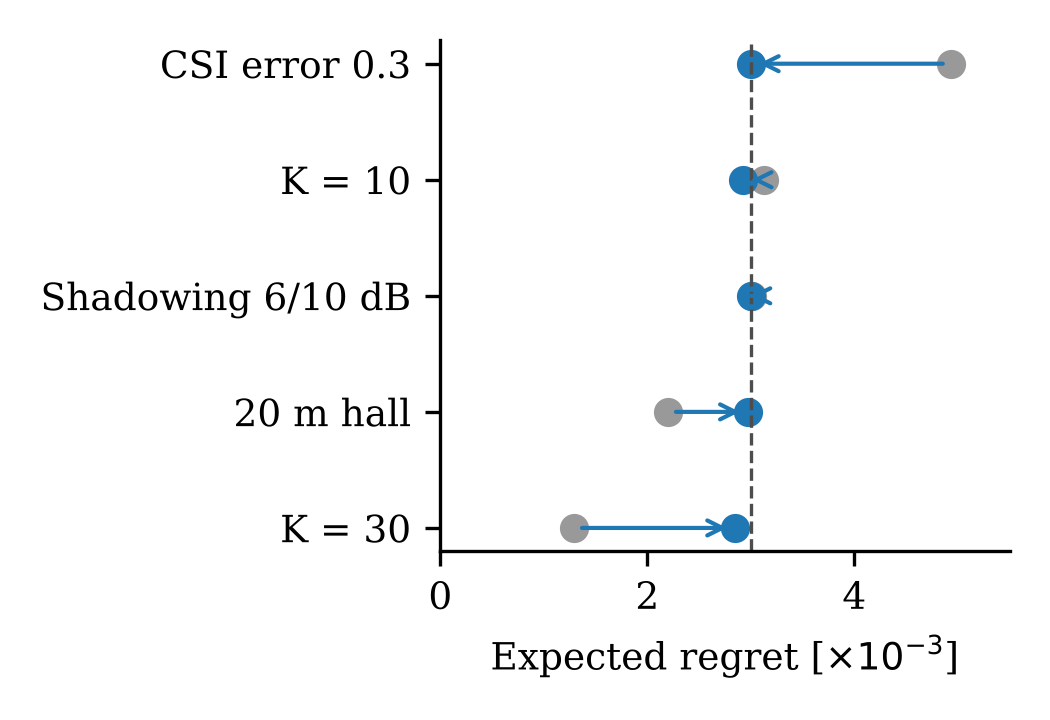 CSI error 0.3
K = 10
Shadowing 6/10 dB
20 m hall
K = 30
0 2 4
Expected regret [×10⁻³]